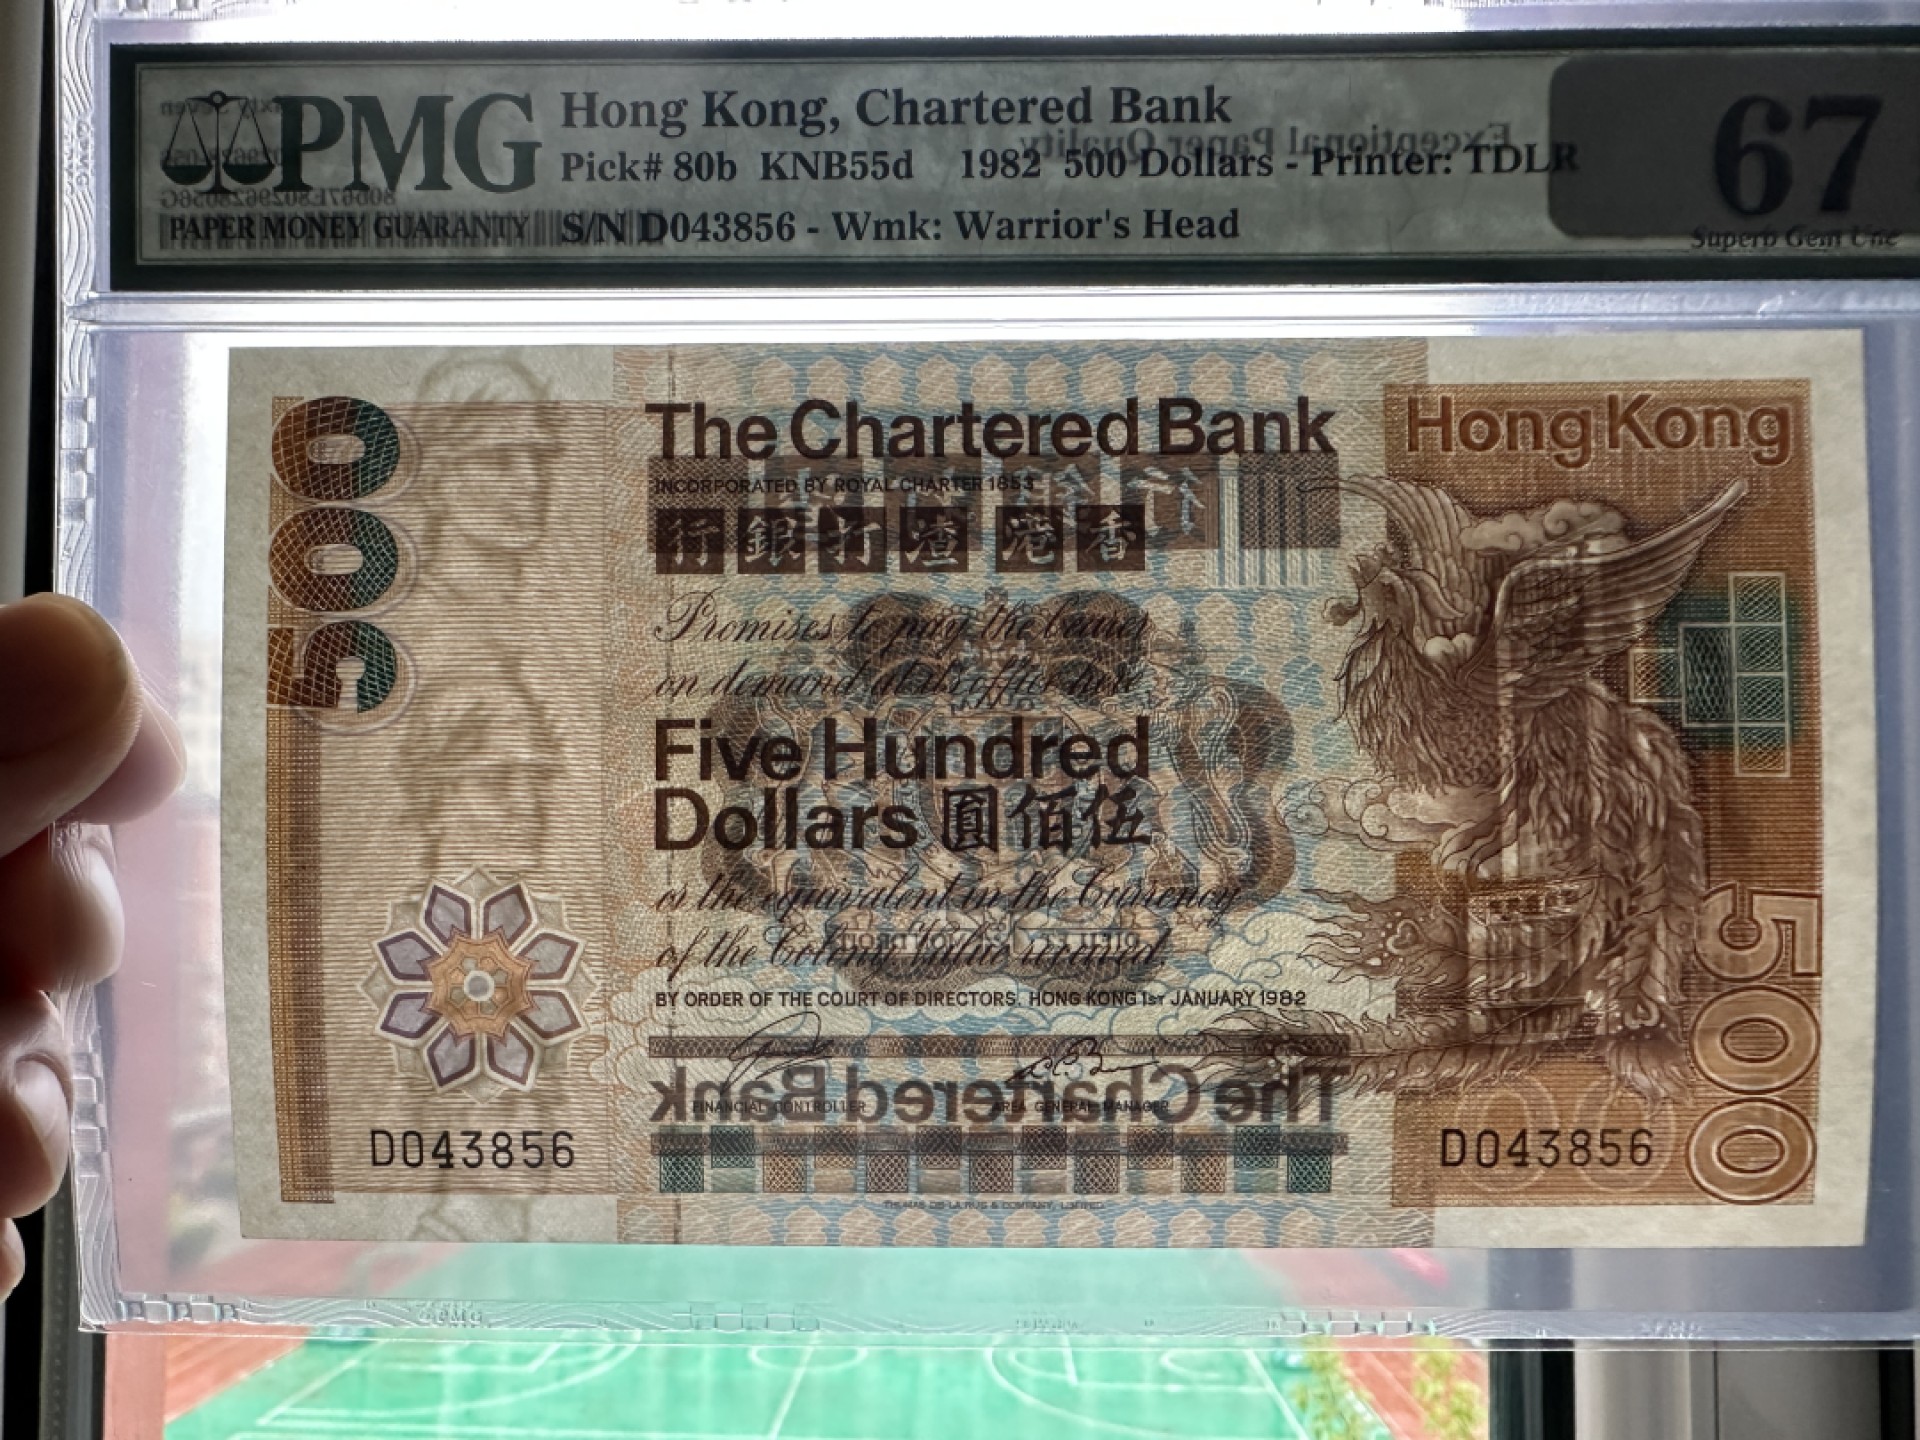 PMG
PAPER MONEY GUARANTY
Hong Kong, Chartered Bank
Pick# 80b KNB55d 1982 500 Dollars - Printer: TDLR
S/N D043856 - Wmk: Warrior's Head
Exceptional Paper Quality
67
Superb Gem Unc
500
The Chartered Bank
INCORPORATED BY ROYAL CHARTER 1853
行銀打渣港香
Hong Kong
Promises to pay the bearer
on demand at its office here
Five Hundred
Dollars 圓佰伍
or the equivalent in the Currency
of the Colony Value received.
BY ORDER OF THE COURT OF DIRECTORS. HONG KONG 1ST JANUARY 1982
The Chartered Bank
FINANCIAL CONTROLLER
AREA GENERAL MANAGER
D043856
D043856
500
THOMAS DE LA RUE & COMPANY, LIMITED